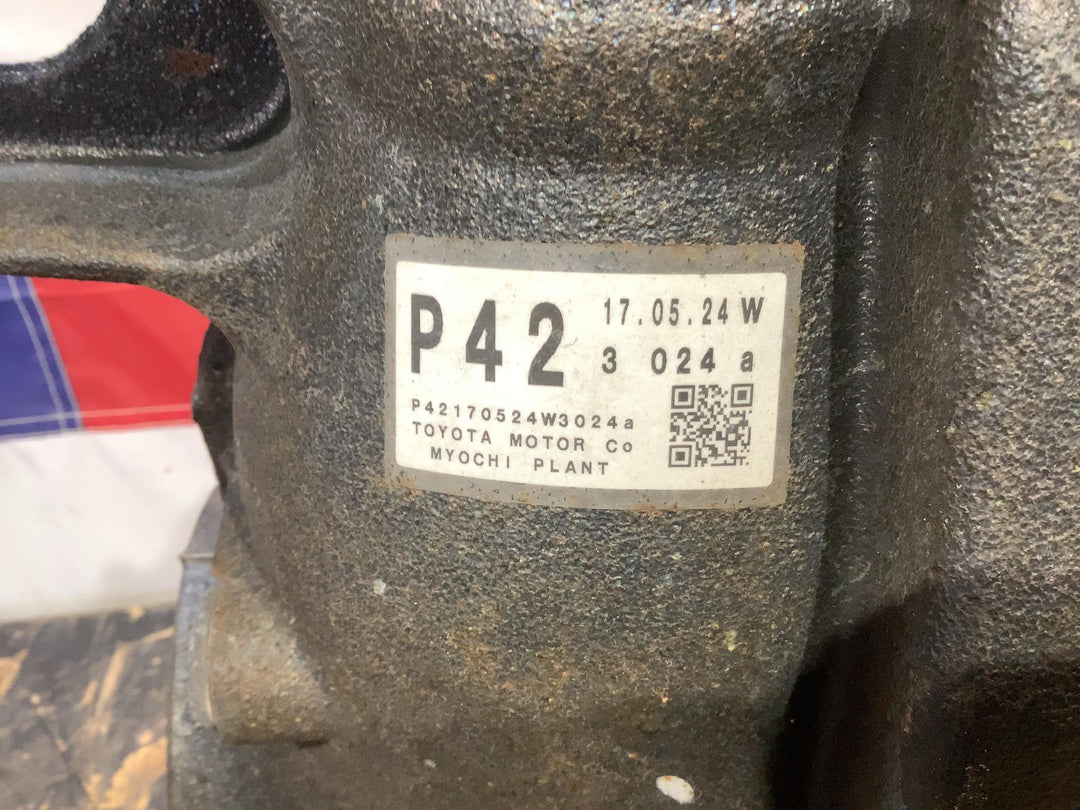 P42
17.05.24 W
3 024 a
P42170524W3024a
TOYOTA MOTOR Co
MYOCHI PLANT